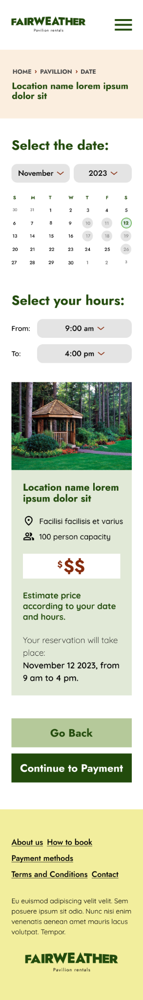 FAIRWEATHER
Pavilion rentals
HOME › PAVILLION › DATE
Location name lorem ipsum
dolor sit
Select the date:
November 2023
S M T W T F S
30 31 1 2 3 4 5
6 7 8 9 10 11 12
13 14 15 16 17 18 19
20 21 22 23 24 25 26
27 28 29 30 1 2 3
Select your hours:
From: 9:00 am
To: 4:00 pm
Location name lorem
ipsum dolor sit
Facilisi facilisis et varius
100 person capacity
$$$
Estimate price
according to your date
and hours.
Your reservation will take
place:
November 12 2023, from
9 am to 4 pm.
Go Back
Continue to Payment
About us How to book
Payment methods
Terms and Conditions Contact
Eu euismod adipiscing velit velit. Sem
posuere ipsum sit odio. Nunc nisi enim
venenatis aenean amet mauris lacus
volutpat. Tempor.
FAIRWEATHER
Pavilion rentals